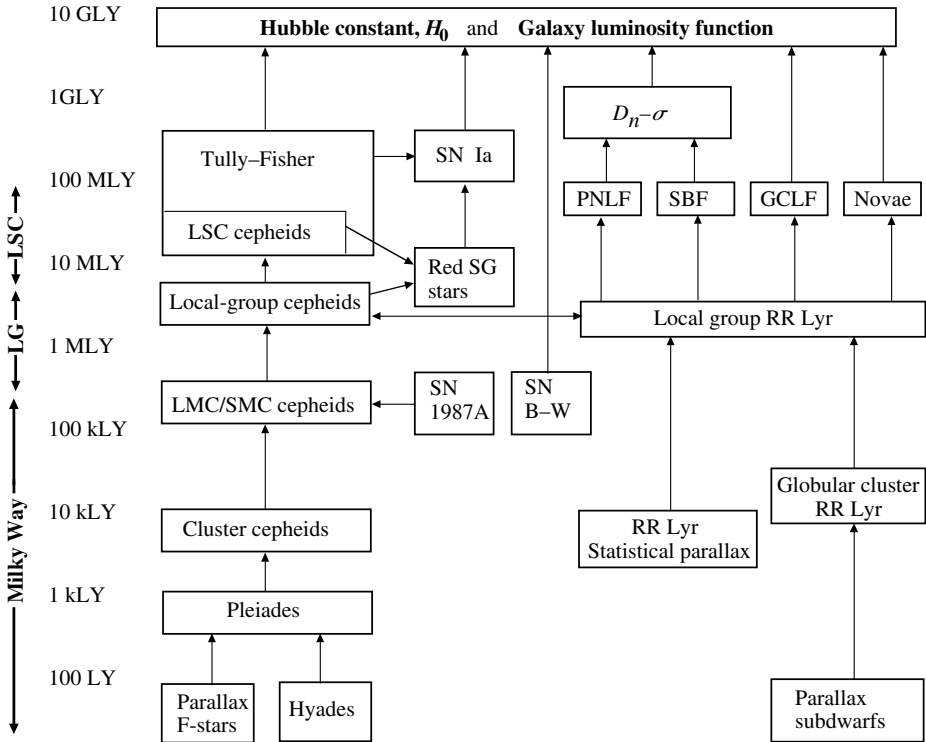 10 GLY
Hubble constant, H0 and Galaxy luminosity function
1GLY
Dn–σ
Tully–Fisher
SN Ia
100 MLY
PNLF
SBF
GCLF
Novae
LSC
LSC cepheids
10 MLY
Red SG
stars
Local-group cepheids
Local group RR Lyr
LG
1 MLY
LMC/SMC cepheids
SN
1987A
SN
B–W
100 kLY
Milky Way
10 kLY
Cluster cepheids
RR Lyr
Statistical parallax
Globular cluster
RR Lyr
1 kLY
Pleiades
100 LY
Parallax
F-stars
Hyades
Parallax
subdwarfs